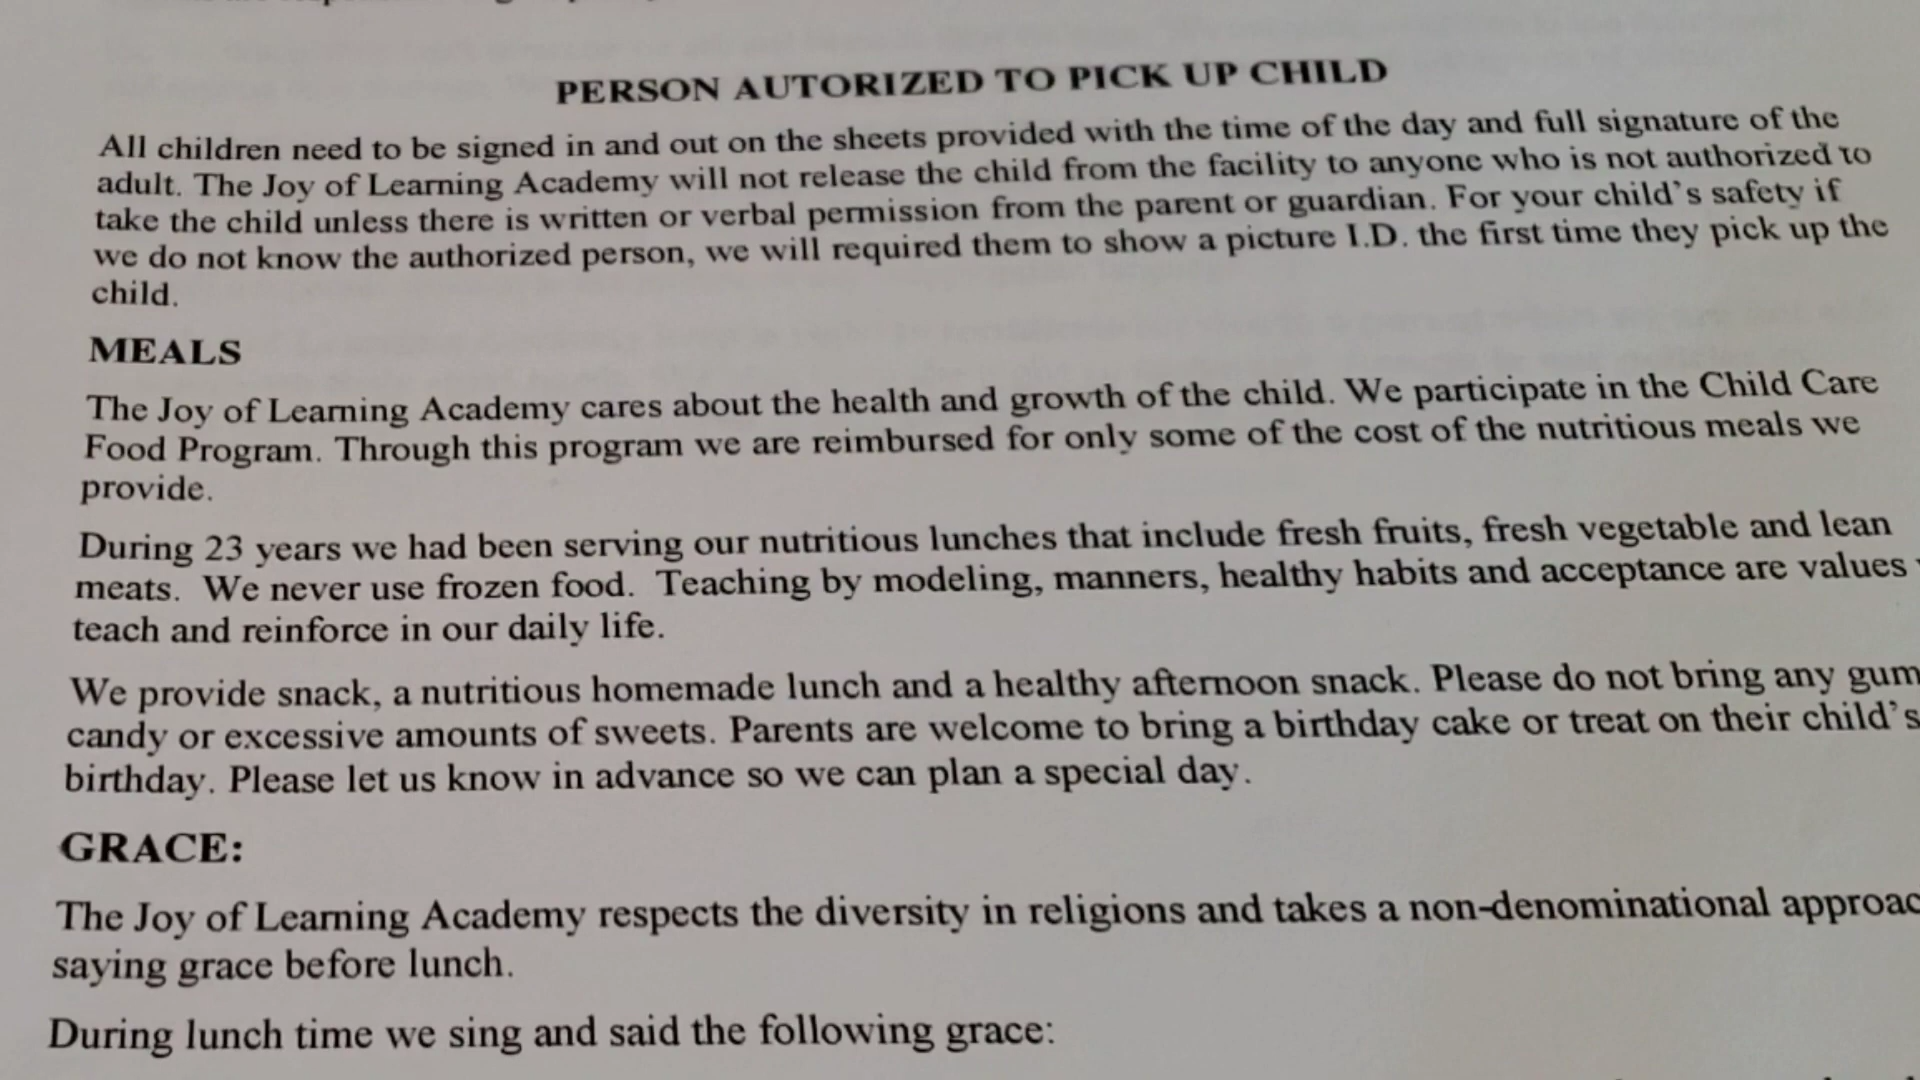 PERSON AUTORIZED TO PICK UP CHILD
All children need to be signed in and out on the sheets provided with the time of the day and full signature of the
adult. The Joy of Learning Academy will not release the child from the facility to anyone who is not authorized to
take the child unless there is written or verbal permission from the parent or guardian. For your child's safety if
we do not know the authorized person, we will required them to show a picture I.D. the first time they pick up the
child.
MEALS
The Joy of Learning Academy cares about the health and growth of the child. We participate in the Child Care
Food Program. Through this program we are reimbursed for only some of the cost of the nutritious meals we
provide.
During 23 years we had been serving our nutritious lunches that include fresh fruits, fresh vegetable and lean
meats. We never use frozen food. Teaching by modeling, manners, healthy habits and acceptance are values
teach and reinforce in our daily life.
We provide snack, a nutritious homemade lunch and a healthy afternoon snack. Please do not bring any gum
candy or excessive amounts of sweets. Parents are welcome to bring a birthday cake or treat on their child's
birthday. Please let us know in advance so we can plan a special day.
GRACE:
The Joy of Learning Academy respects the diversity in religions and takes a non-denominational approac
saying grace before lunch.
During lunch time we sing and said the following grace: